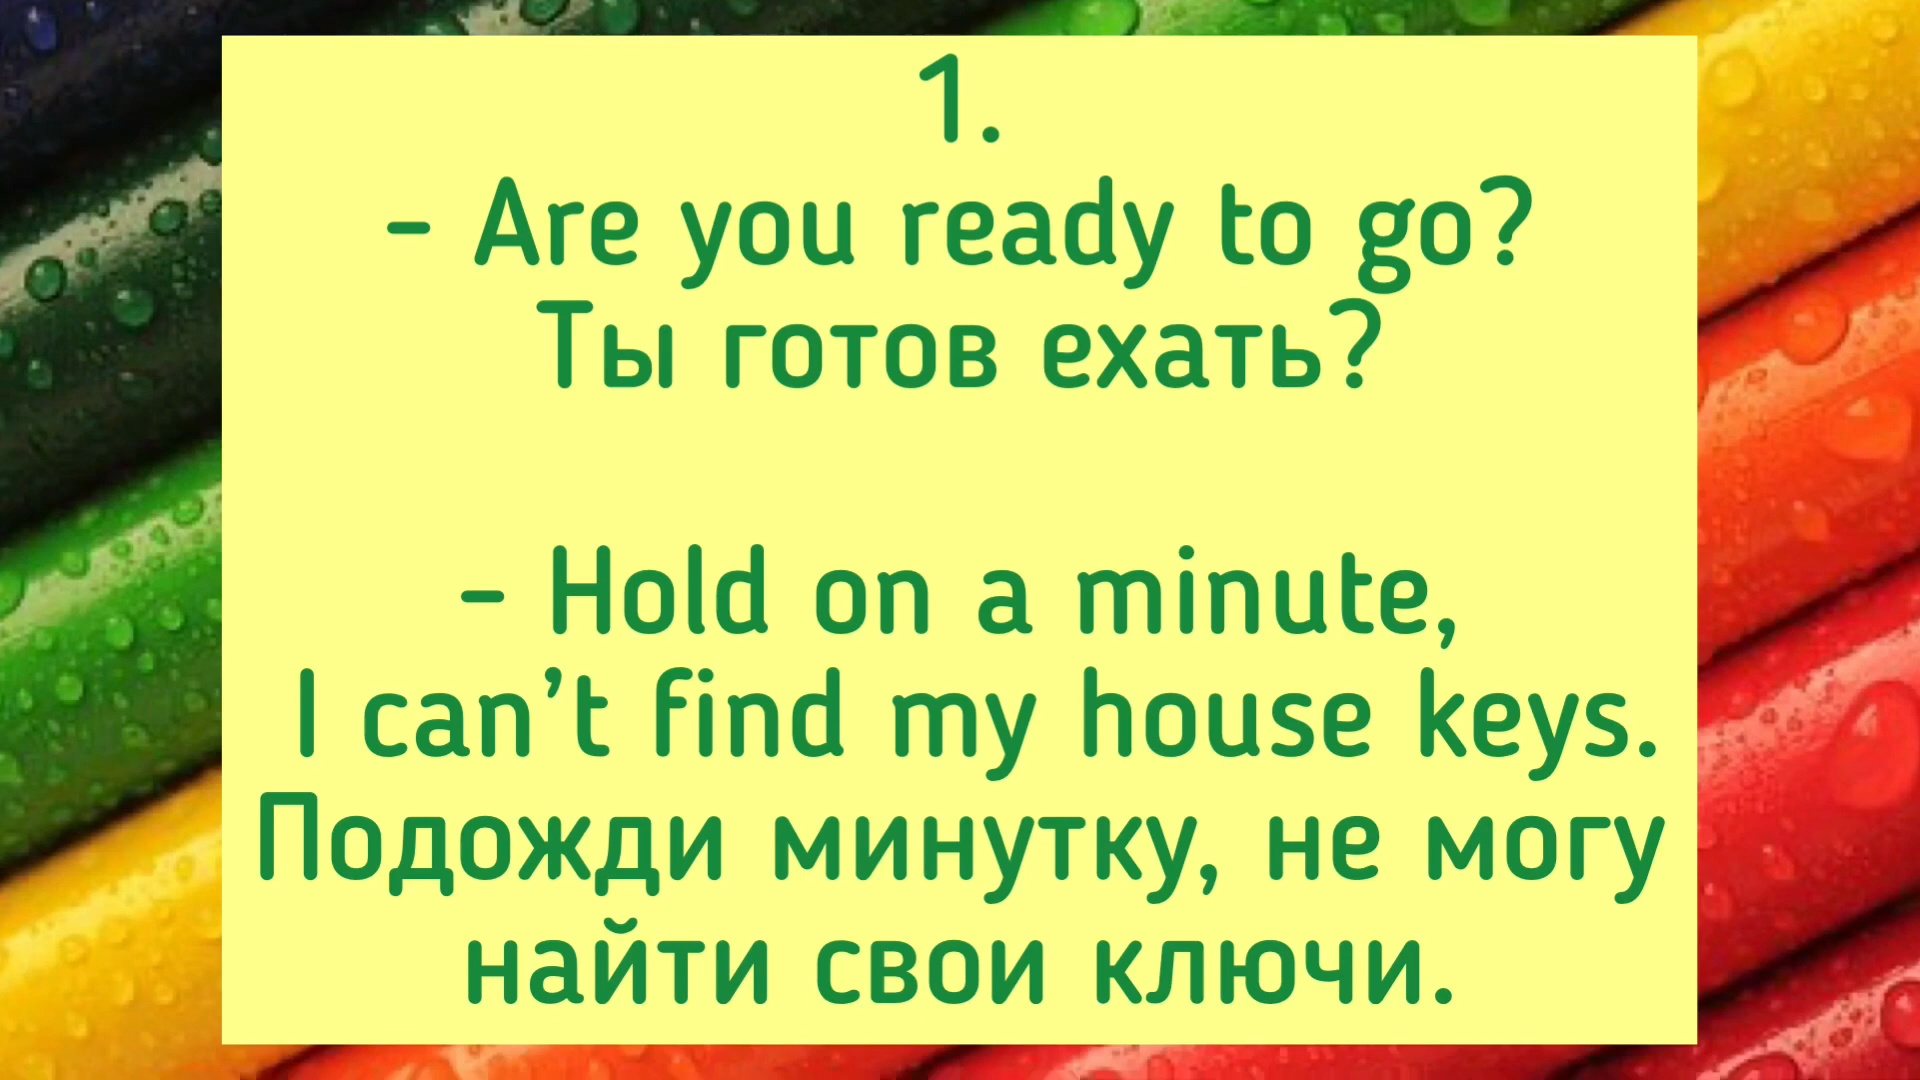 1.
- Are you ready to go?
Ты готов ехать?
- Hold on a minute,
I can’t find my house keys.
Подожди минутку, не могу
найти свои ключи.